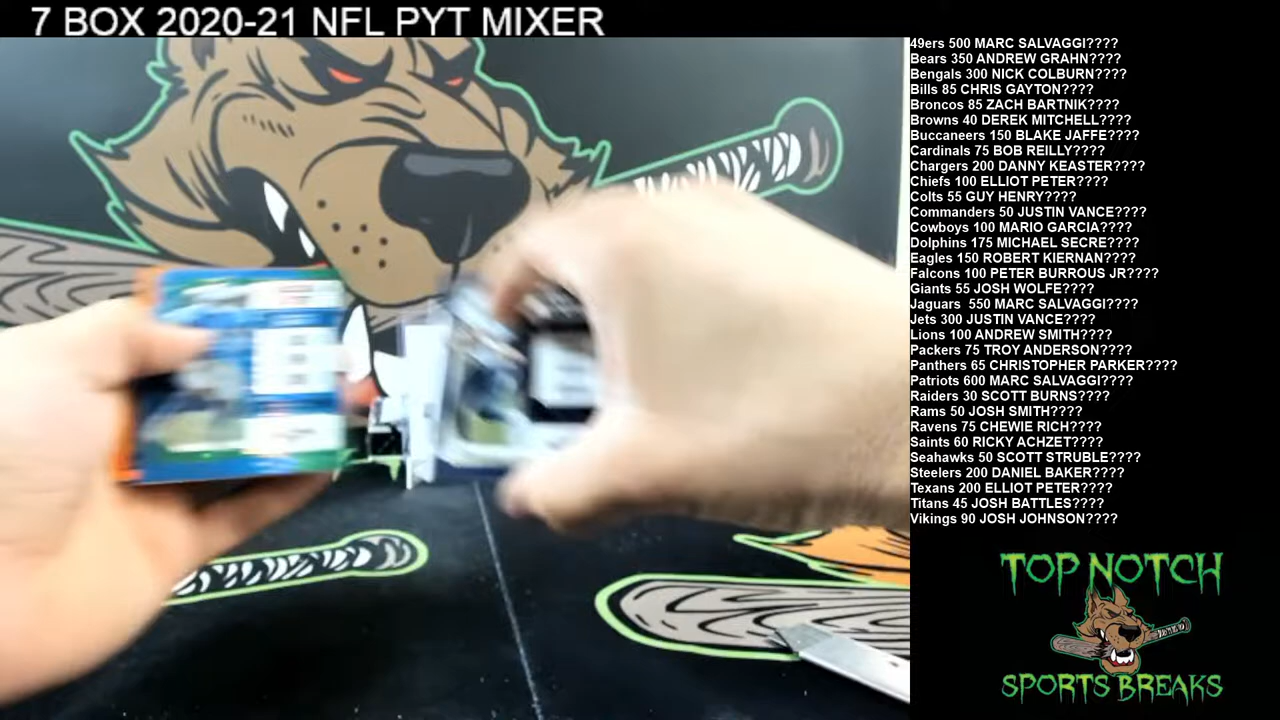 7 BOX 2020-21 NFL PYT MIXER
49ers 500 MARC SALVAGGI????
Bears 350 ANDREW GRAHN????
Bengals 300 NICK COLBURN????
Bills 85 CHRIS GAYTON????
Broncos 85 ZACH BARTNIK????
Browns 40 DEREK MITCHELL????
Buccaneers 150 BLAKE JAFFE????
Cardinals 75 BOB REILLY????
Chargers 200 DANNY KEASTER????
Chiefs 100 ELLIOT PETER????
Colts 55 GUY HENRY????
Commanders 50 JUSTIN VANCE????
Cowboys 100 MARIO GARCIA????
Dolphins 175 MICHAEL SECRE????
Eagles 150 ROBERT KIERNAN????
Falcons 100 PETER BURROUS JR????
Giants 55 JOSH WOLFE????
Jaguars  550 MARC SALVAGGI????
Jets 300 JUSTIN VANCE????
Lions 100 ANDREW SMITH????
Packers 75 TROY ANDERSON????
Panthers 65 CHRISTOPHER PARKER????
Patriots 600 MARC SALVAGGI????
Raiders 30 SCOTT BURNS????
Rams 50 JOSH SMITH????
Ravens 75 CHEWIE RICH????
Saints 60 RICKY ACHZET????
Seahawks 50 SCOTT STRUBLE????
Steelers 200 DANIEL BAKER????
Texans 200 ELLIOT PETER????
Titans 45 JOSH BATTLES????
Vikings 90 JOSH JOHNSON????
TOP NOTCH
SPORTS BREAKS